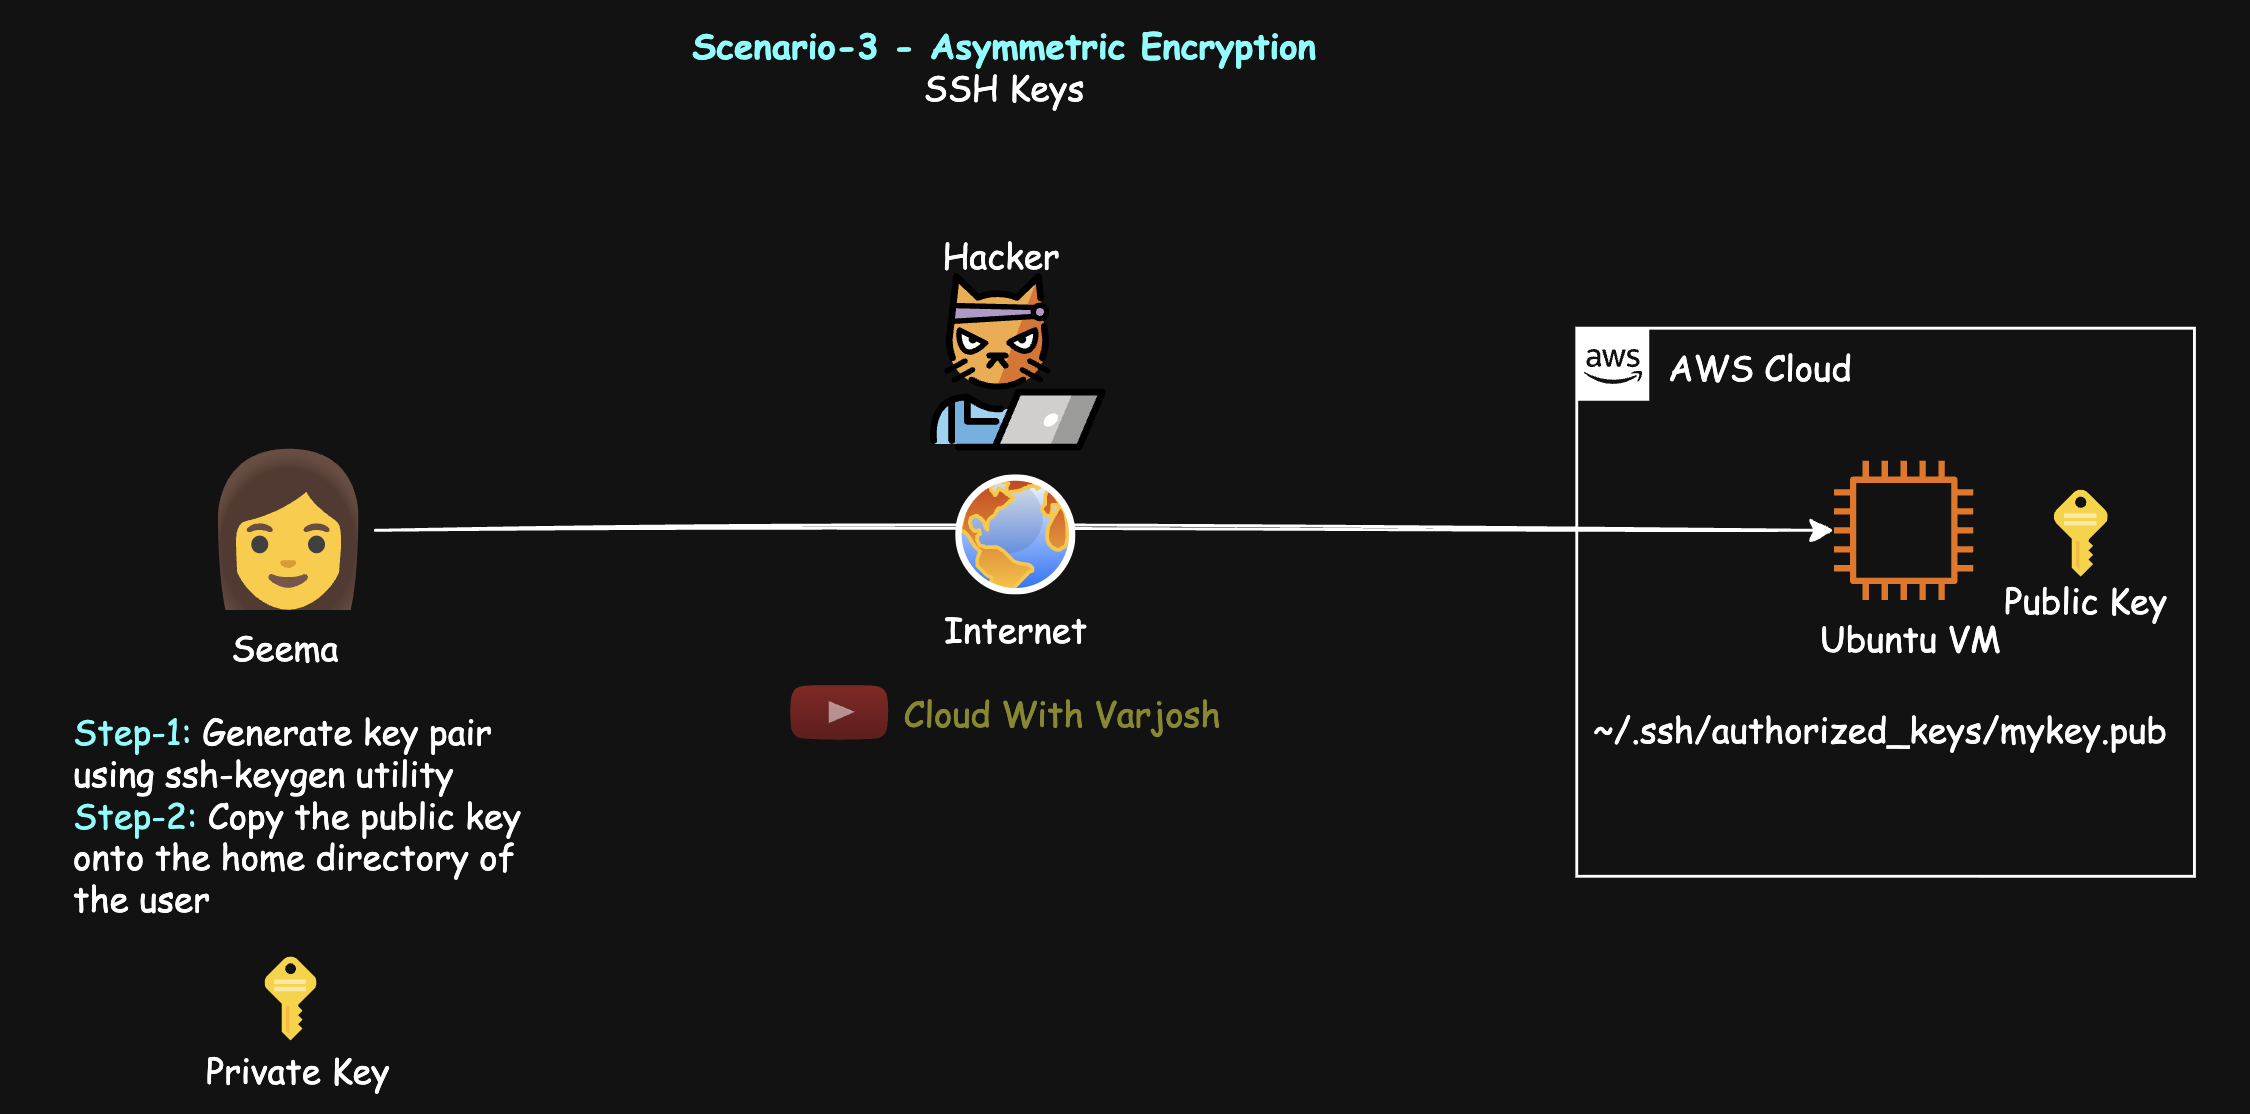 Scenario-3 - Asymmetric Encryption
SSH Keys
Hacker
aws
AWS Cloud
Public Key
Ubuntu VM
Internet
Seema
Cloud With Varjosh
~/.ssh/authorized_keys/mykey.pub
Step-1: Generate key pair
using ssh-keygen utility
Step-2: Copy the public key
onto the home directory of
the user
Private Key